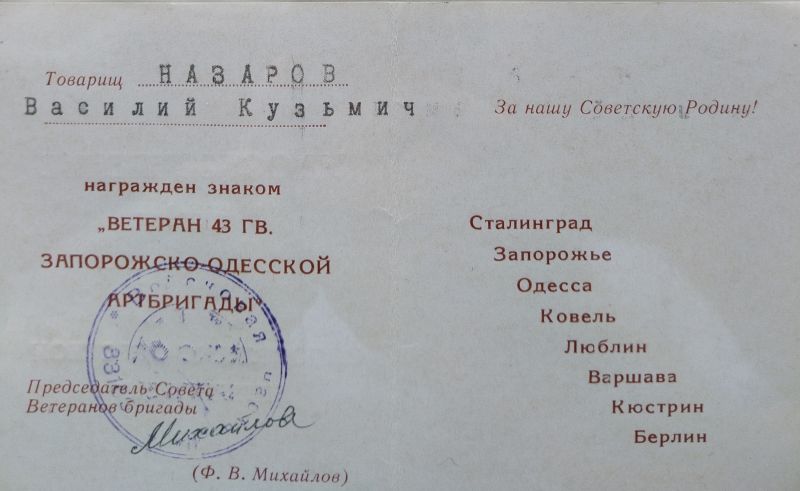 Товарищ НАЗАРОВ
Василий Кузьмич
награжден знаком
„ВЕТЕРАН 43 ГВ.
ЗАПОРОЖСКО-ОДЕССКОЙ
АРТБРИГАДЫ"
Председатель Совета
Ветеранов бригады
Михайлов
(Ф. В. Михайлов)
За нашу Советскую Родину!
Сталинград
Запорожье
Одесса
Ковель
Люблин
Варшава
Кюстрин
Берлин